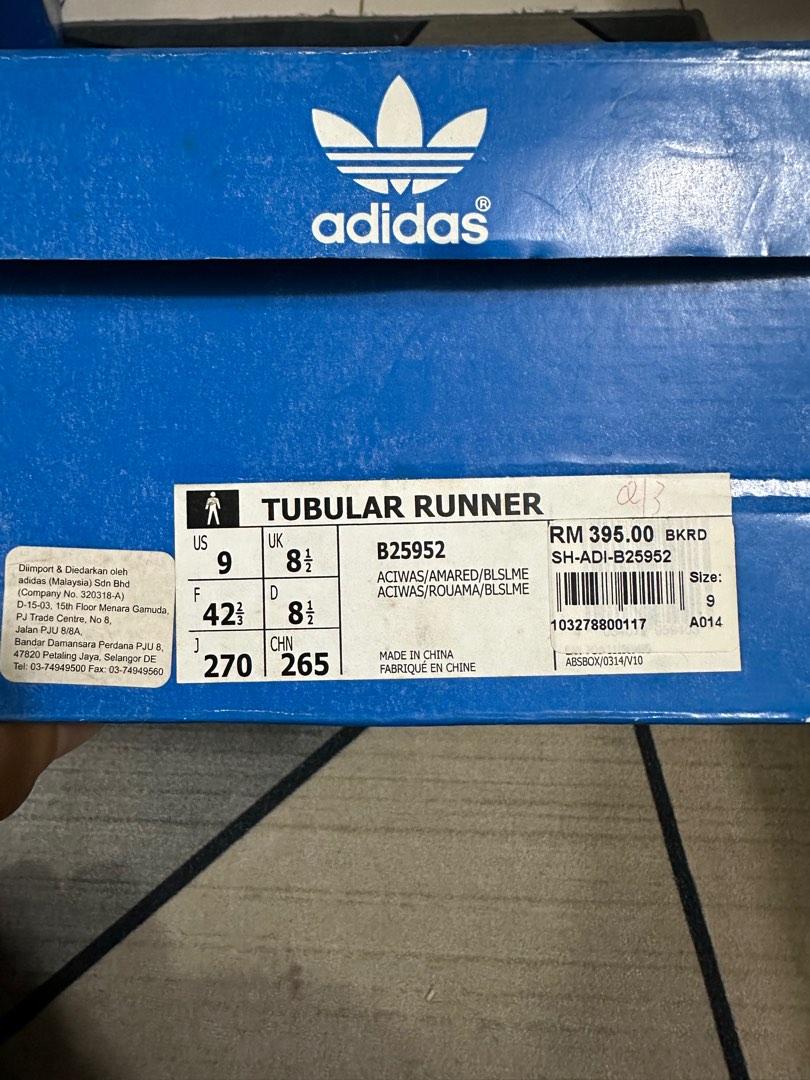 adidas®
TUBULAR RUNNER
US 9
UK 8½
F 42⅔
D 8½
J 270
CHN 265
B25952
ACIWAS/AMARED/BLSLME
ACIWAS/ROUAMA/BLSLME
MADE IN CHINA
FABRIQUÉ EN CHINE
RM 395.00 BKRD
SH-ADI-B25952
Size:
9
103278800117 A014
ABSBOX/0314/V10
Diimport & Diedarkan oleh
adidas (Malaysia) Sdn Bhd
(Company No. 320318-A)
D-15-03, 15th Floor Menara Gamuda,
PJ Trade Centre, No 8,
Jalan PJU 8/8A,
Bandar Damansara Perdana PJU 8,
47820 Petaling Jaya, Selangor DE
Tel: 03-74949500 Fax: 03-74949560